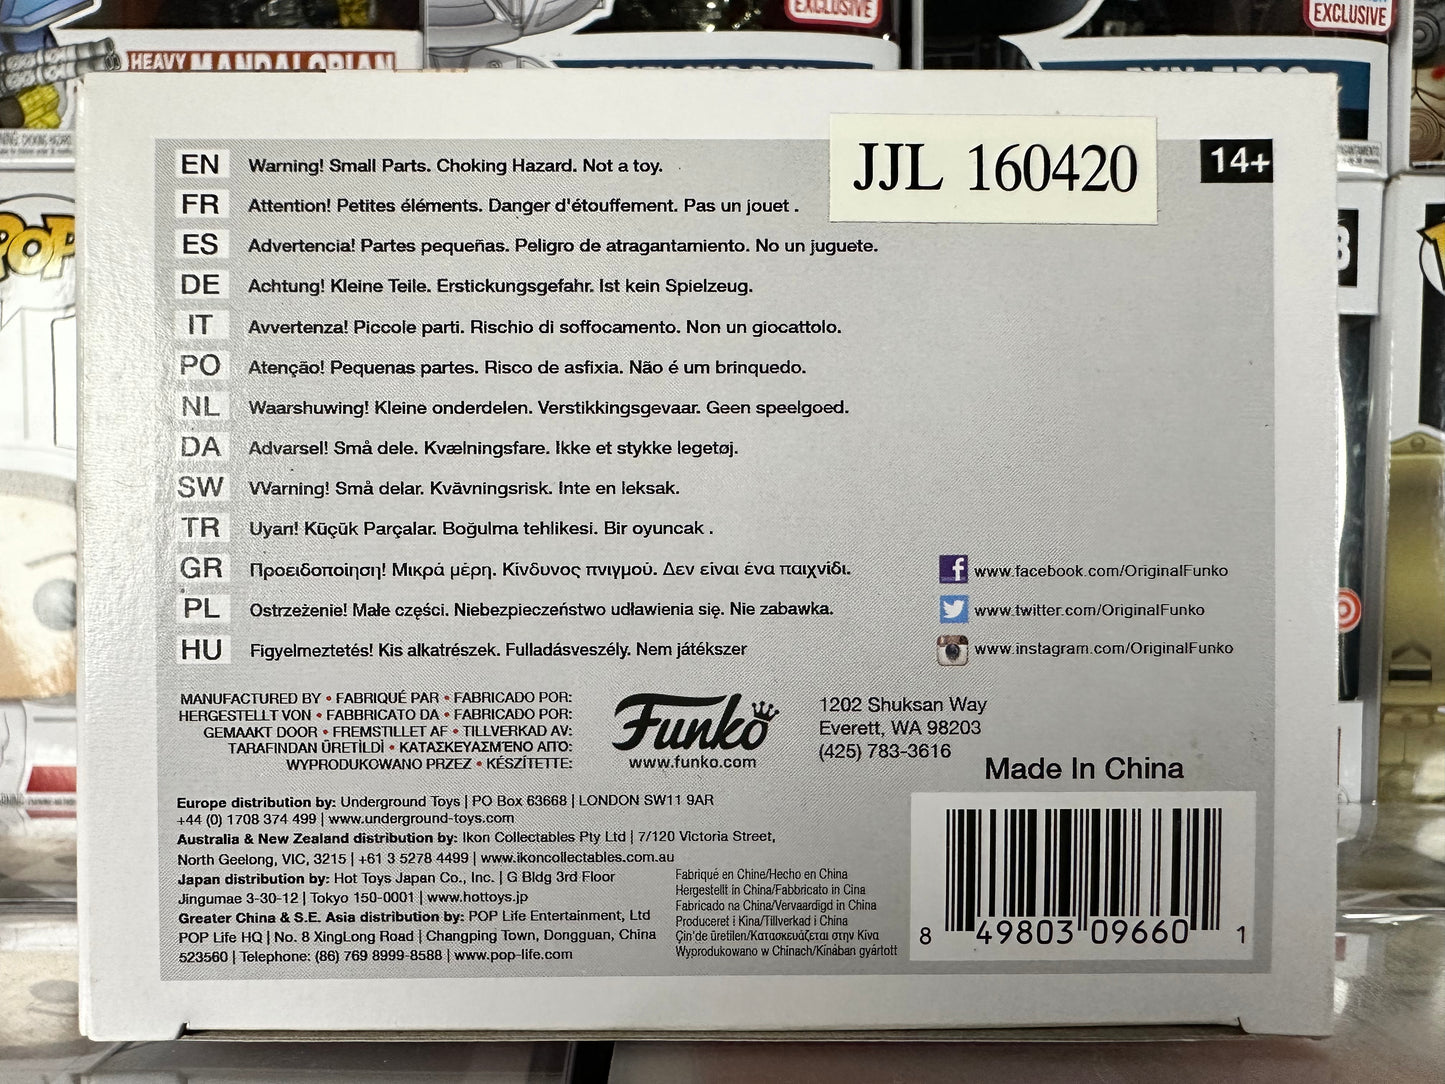 HEAVY MANDALORIAN
EXCLUSIVE
EXCLUSIVE
POP
JJL 160420
14+
EN Warning! Small Parts. Choking Hazard. Not a toy.
FR Attention! Petites éléments. Danger d'étouffement. Pas un jouet .
ES Advertencia! Partes pequeñas. Peligro de atragantamiento. No un juguete.
DE Achtung! Kleine Teile. Erstickungsgefahr. Ist kein Spielzeug.
IT Avvertenza! Piccole parti. Rischio di soffocamento. Non un giocattolo.
PO Atenção! Pequenas partes. Risco de asfixia. Não é um brinquedo.
NL Waarshuwing! Kleine onderdelen. Verstikkingsgevaar. Geen speelgoed.
DA Advarsel! Små dele. Kvælningsfare. Ikke et stykke legetøj.
SW Warning! Små delar. Kvävningsrisk. Inte en leksak.
TR Uyan! Küçük Parçalar. Boğulma tehlikesi. Bir oyuncak .
GR Προειδοποίηση! Μικρά μέρη. Κίνδυνος πνιγμού. Δεν είναι ένα παιχνίδι.
PL Ostrzeżenie! Małe części. Niebezpieczeństwo udławienia się. Nie zabawka.
HU Figyelmeztetés! Kis alkatrészek. Fulladásveszély. Nem játékszer
www.facebook.com/OriginalFunko
www.twitter.com/OriginalFunko
www.instagram.com/OriginalFunko
MANUFACTURED BY • FABRIQUÉ PAR • FABRICADO POR:
HERGESTELLT VON • FABBRICATO DA • FABRICADO POR:
GEMAAKT DOOR • FREMSTILLET AF • TILLVERKAD AV:
TARAFINDAN ÜRETİLDİ • ΚΑΤΑΣΚΕΥΑΣΜΈΝΟ ΑΠΌ:
WYPRODUKOWANO PRZEZ • KÉSZÍTETTE:
Funko
www.funko.com
1202 Shuksan Way
Everett, WA 98203
(425) 783-3616
Made In China
Europe distribution by: Underground Toys | PO Box 63668 | LONDON SW11 9AR
+44 (0) 1708 374 499 | www.underground-toys.com
Australia & New Zealand distribution by: Ikon Collectables Pty Ltd | 7/120 Victoria Street,
North Geelong, VIC, 3215 | +61 3 5278 4499 | www.ikoncollectables.com.au
Japan distribution by: Hot Toys Japan Co., Inc. | G Bldg 3rd Floor
Jingumae 3-30-12 | Tokyo 150-0001 | www.hottoys.jp
Greater China & S.E. Asia distribution by: POP Life Entertainment, Ltd
POP Life HQ | No. 8 XingLong Road | Changping Town, Dongguan, China
523560 | Telephone: (86) 769 8999-8588 | www.pop-life.com
Fabriqué en Chine/Hecho en China
Hergestellt in China/Fabbricato in Cina
Fabricado na China/Vervaardigd in China
Produceret i Kina/Tillverkad i China
Çin'de üretilen/Κατασκευάζεται στην Κίνα
Wyprodukowano w Chinach/Kínában gyártott
8 49803 09660 1